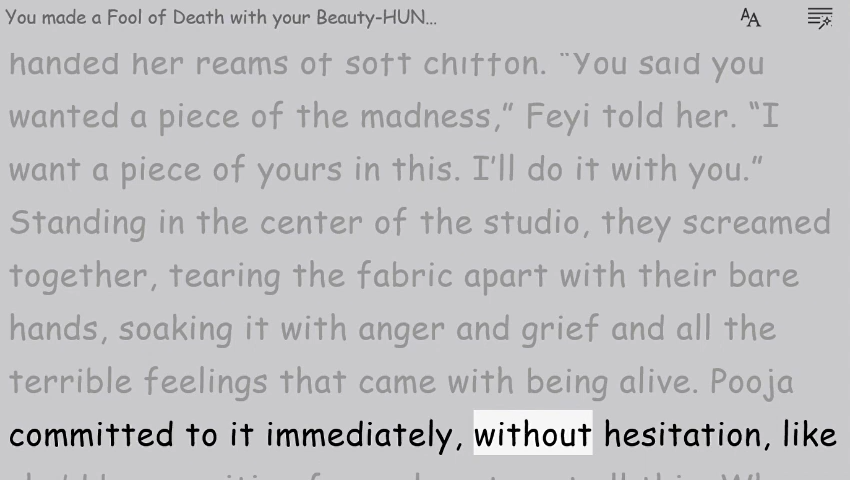 You made a Fool of Death with your Beauty-HUN...
handed her reams of soft chiffon. “You said you
wanted a piece of the madness,” Feyi told her. “I
want a piece of yours in this. I’ll do it with you.”
Standing in the center of the studio, they screamed
together, tearing the fabric apart with their bare
hands, soaking it with anger and grief and all the
terrible feelings that came with being alive. Pooja
committed to it immediately, without hesitation, like